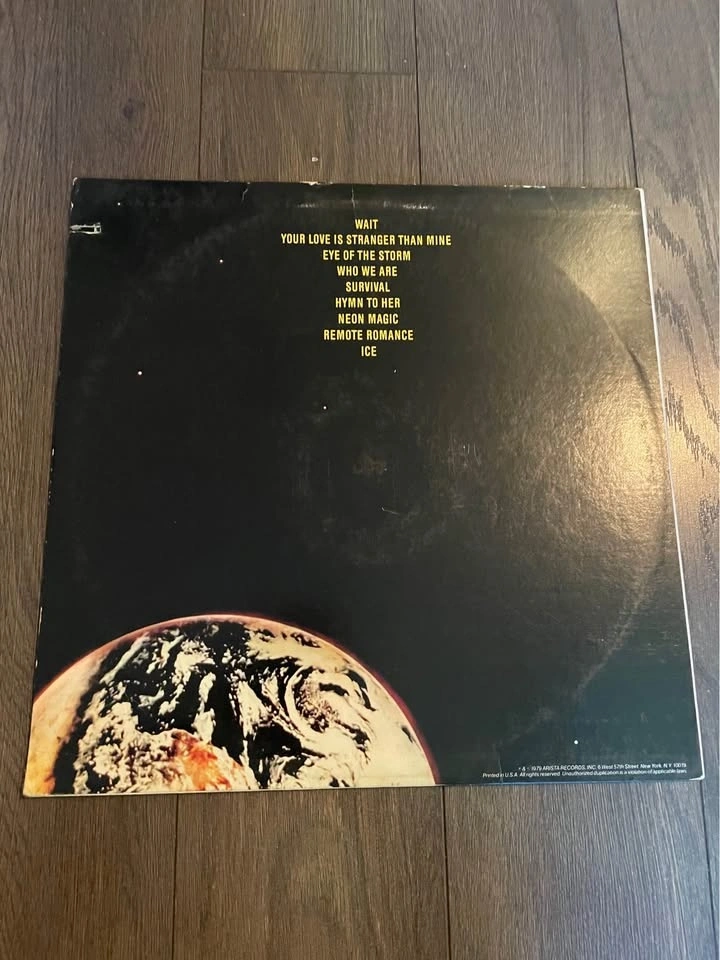 WAIT
YOUR LOVE IS STRANGER THAN MINE
EYE OF THE STORM
WHO WE ARE
SURVIVAL
HYMN TO HER
NEON MAGIC
REMOTE ROMANCE
ICE
& © 1979 ARISTA RECORDS, INC. 6 West 57th Street New York, N.Y. 10019
Printed in U.S.A. All rights reserved. Unauthorized duplication is a violation of applicable laws.